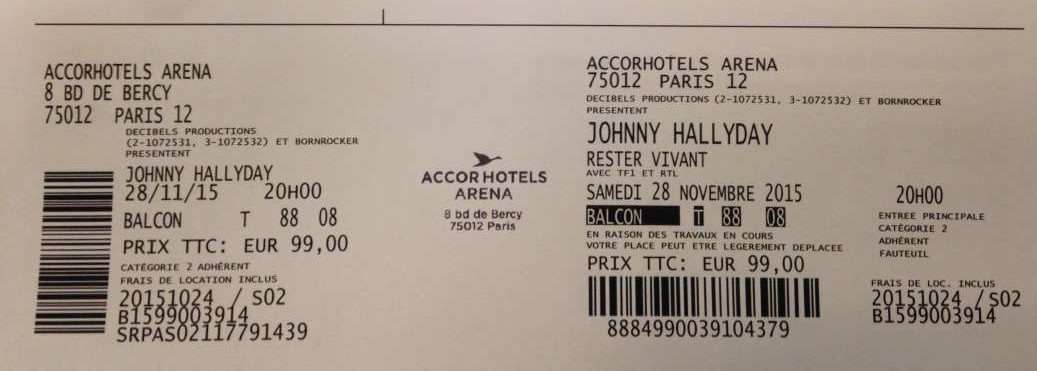 ACCORHOTELS ARENA
8 BD DE BERCY
75012 PARIS 12
DECIBELS PRODUCTIONS
(2-1072531, 3-1072532) ET BORNROCKER
PRESENTENT
JOHNNY HALLYDAY
28/11/15 20H00
BALCON T 88 08
PRIX TTC: EUR 99,00
CATÉGORIE 2 ADHÉRENT
FRAIS DE LOCATION INCLUS
20151024 / S02
B1599003914
SRPAS02117791439
ACCORHOTELS
ARENA
8 bd de Bercy
75012 Paris
ACCORHOTELS ARENA
75012 PARIS 12
DECIBELS PRODUCTIONS (2-1072531, 3-1072532) ET BORNROCKER
PRESENTENT
JOHNNY HALLYDAY
RESTER VIVANT
AVEC TF1 ET RTL
SAMEDI 28 NOVEMBRE 2015 20H00
BALCON T 88 08
EN RAISON DES TRAVAUX EN COURS
VOTRE PLACE PEUT ETRE LEGEREMENT DEPLACEE
PRIX TTC: EUR 99,00
8884990039104379
ENTREE PRINCIPALE
CATÉGORIE 2
ADHÉRENT
FAUTEUIL
FRAIS DE LOC. INCLUS
20151024 / S02
B1599003914